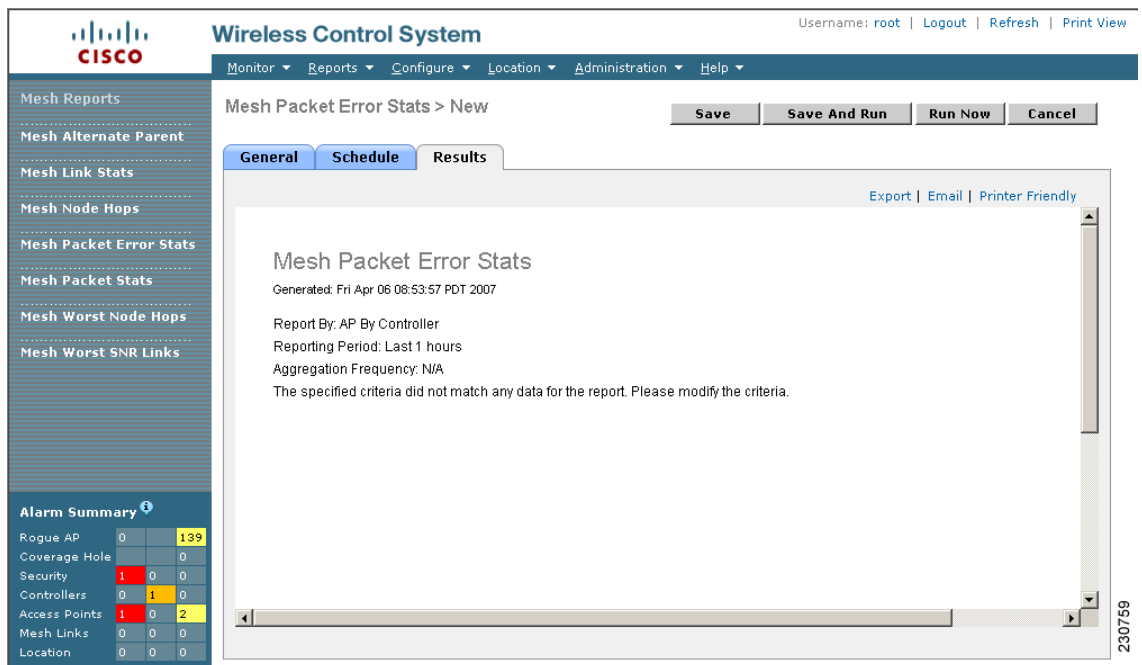 CISCO
Wireless Control System
Username: root | Logout | Refresh | Print View
Monitor Reports Configure Location Administration Help
Mesh Reports
Mesh Alternate Parent
Mesh Link Stats
Mesh Node Hops
Mesh Packet Error Stats
Mesh Packet Stats
Mesh Worst Node Hops
Mesh Worst SNR Links
Mesh Packet Error Stats > New
Save Save And Run Run Now Cancel
General Schedule Results
Export | Email | Printer Friendly
Mesh Packet Error Stats
Generated: Fri Apr 06 08:53:57 PDT 2007
Report By: AP By Controller
Reporting Period: Last 1 hours
Aggregation Frequency: N/A
The specified criteria did not match any data for the report. Please modify the criteria.
Alarm Summary
Rogue AP 0 139
Coverage Hole 0
Security 1 0 0
Controllers 0 1 0
Access Points 1 0 2
Mesh Links 0 0 0
Location 0 0 0
230759